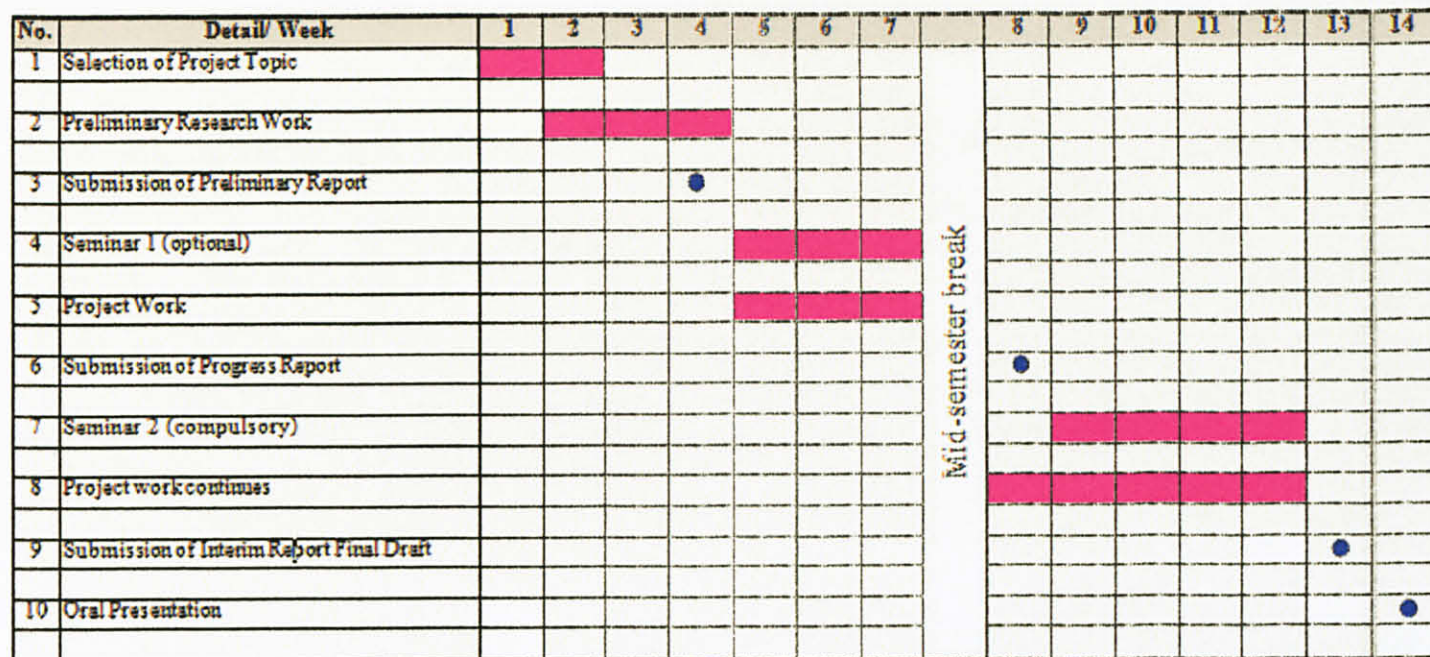 No. Detail/ Week 1 2 3 4 5 6 7 8 9 10 11 12 13 14
1 Selection of Project Topic
2 Preliminary Research Work
3 Submission of Preliminary Report
4 Seminar 1 (optional)
5 Project Work
Mid-semester break
6 Submission of Progress Report
7 Seminar 2 (compulsory)
8 Project work continues
9 Submission of Interim Report Final Draft
10 Oral Presentation